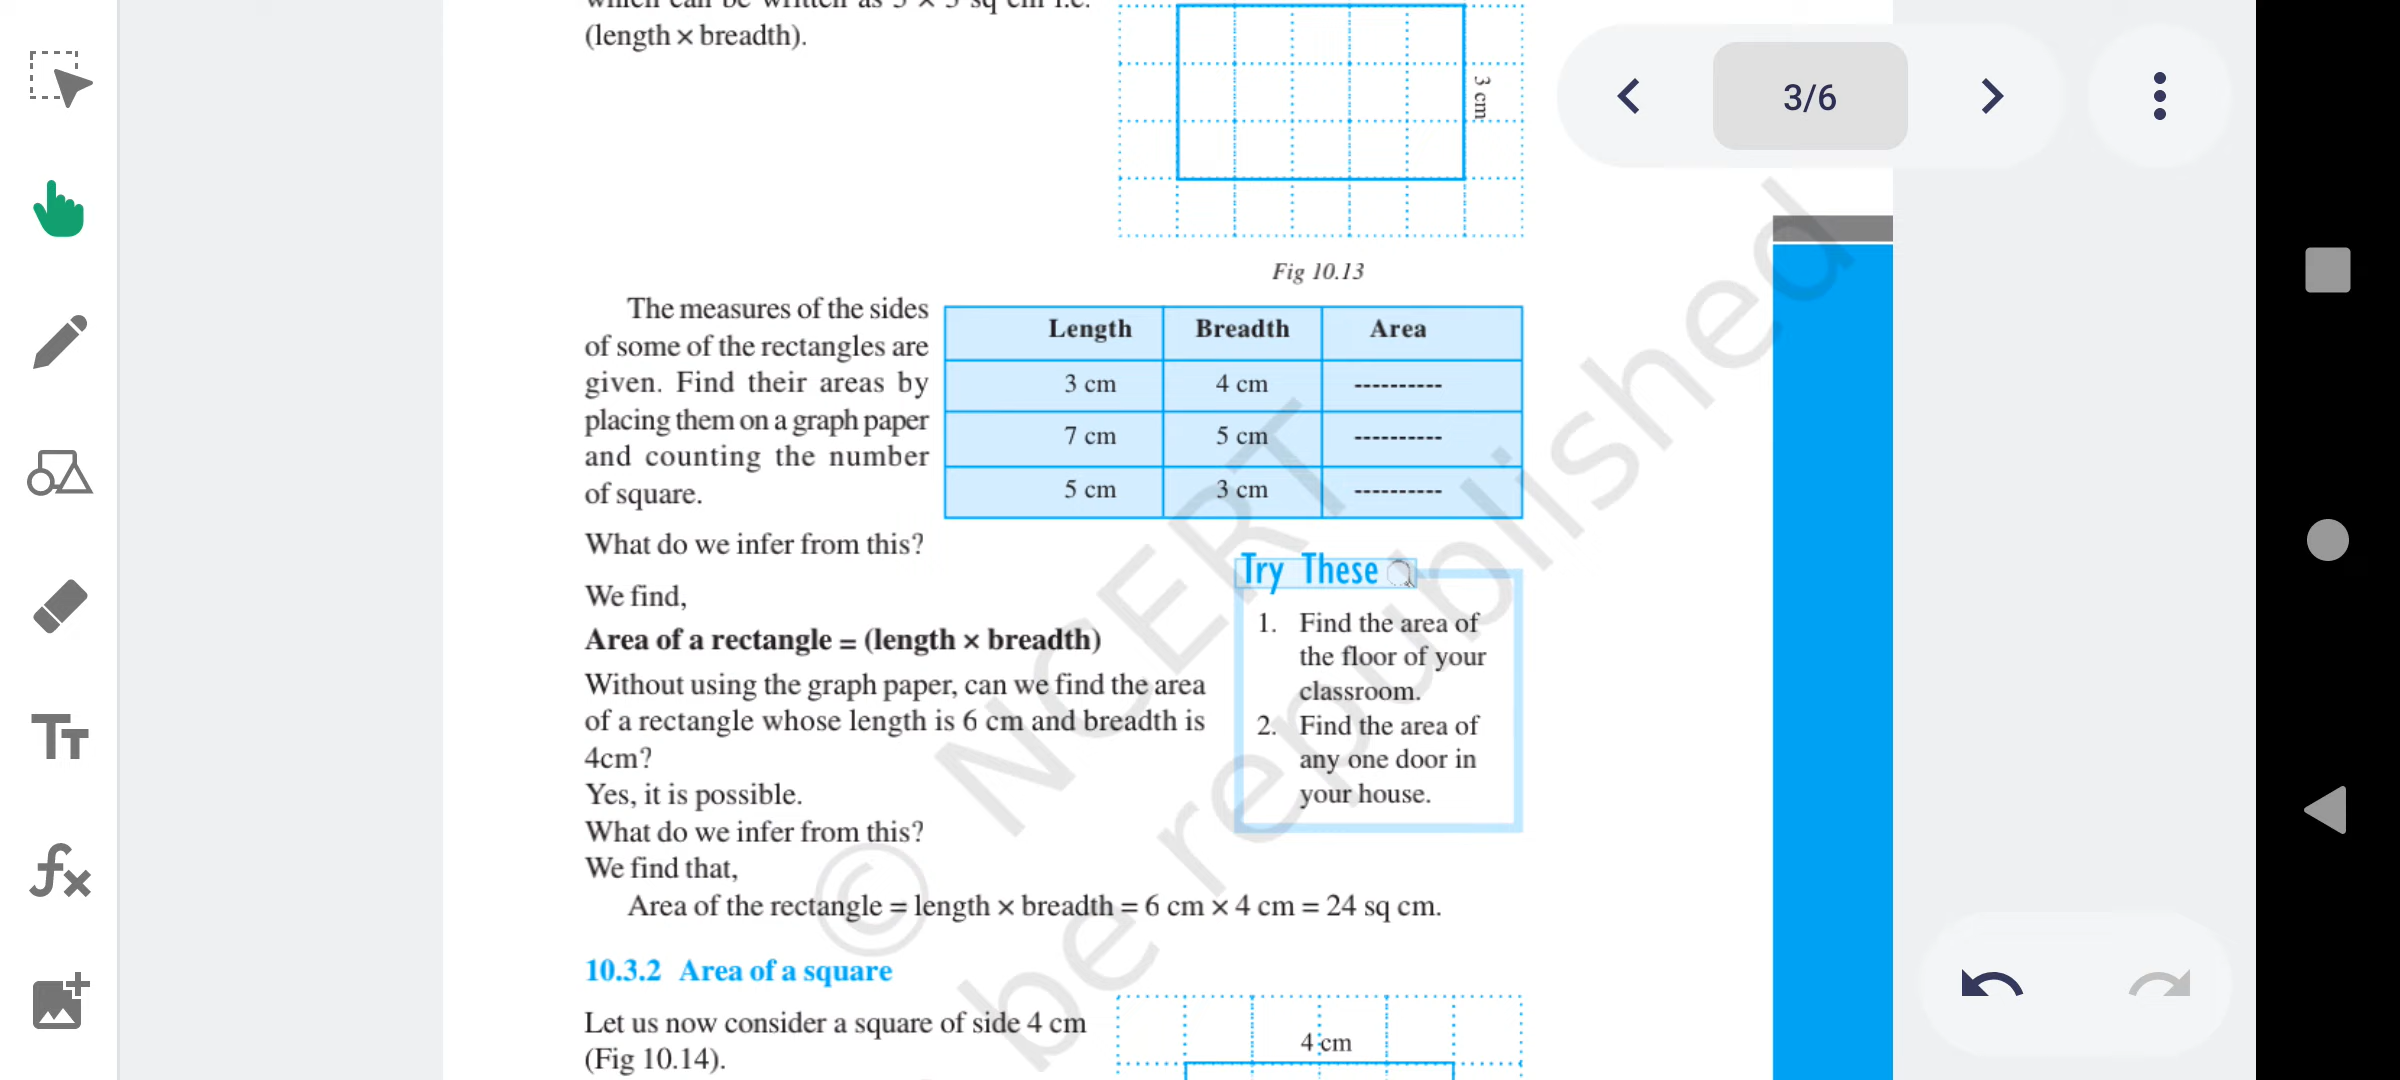 (length × breadth).
3 cm
3/6
Fig 10.13
The measures of the sides
of some of the rectangles are
given. Find their areas by
placing them on a graph paper
and counting the number
of square.
Length Breadth Area
3 cm 4 cm ----------
7 cm 5 cm ----------
5 cm 3 cm ----------
What do we infer from this?
We find,
Area of a rectangle = (length × breadth)
Without using the graph paper, can we find the area
of a rectangle whose length is 6 cm and breadth is
4cm?
Yes, it is possible.
What do we infer from this?
We find that,
Area of the rectangle = length × breadth = 6 cm × 4 cm = 24 sq cm.
Try These
1. Find the area of
the floor of your
classroom.
2. Find the area of
any one door in
your house.
10.3.2 Area of a square
Let us now consider a square of side 4 cm
(Fig 10.14).
4 cm
© NCERT
be republished
TT
fx